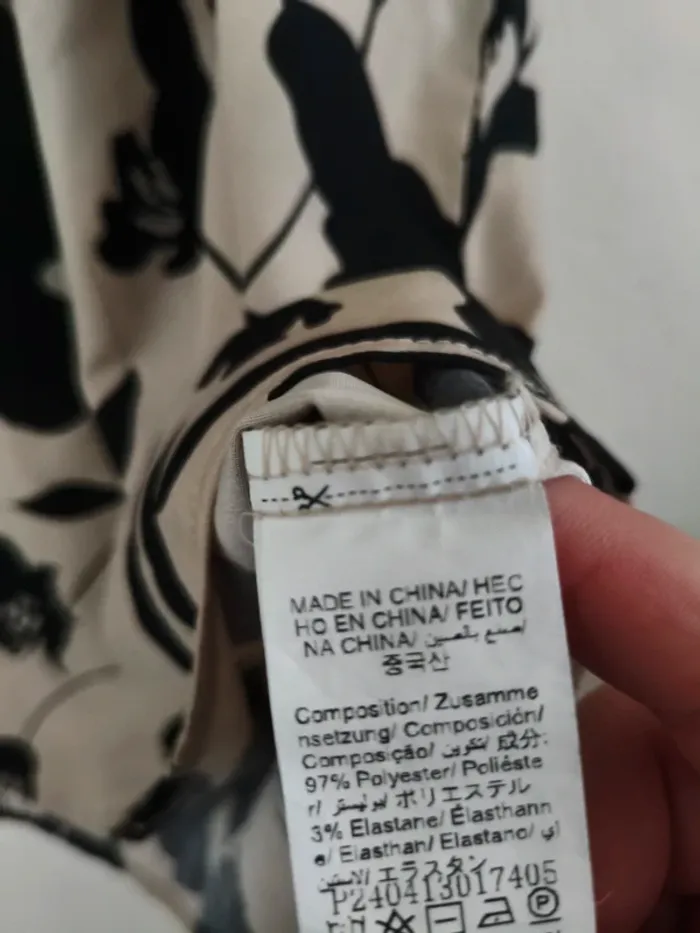 MADE IN CHINA/ HEC
HO EN CHINA/ FEITO
NA CHINA/ صنع بالصين/
중국산
Composition/ Zusamme
nsetzung/ Composición/
Composição/ تكوين/ 成分:
97% Polyester/ Poliéste
r/ بوليستر/ ポリエステル
3% Elastane/ Élasthann
e/ Elasthan/ Elastano/
エラスタン
P240413017405